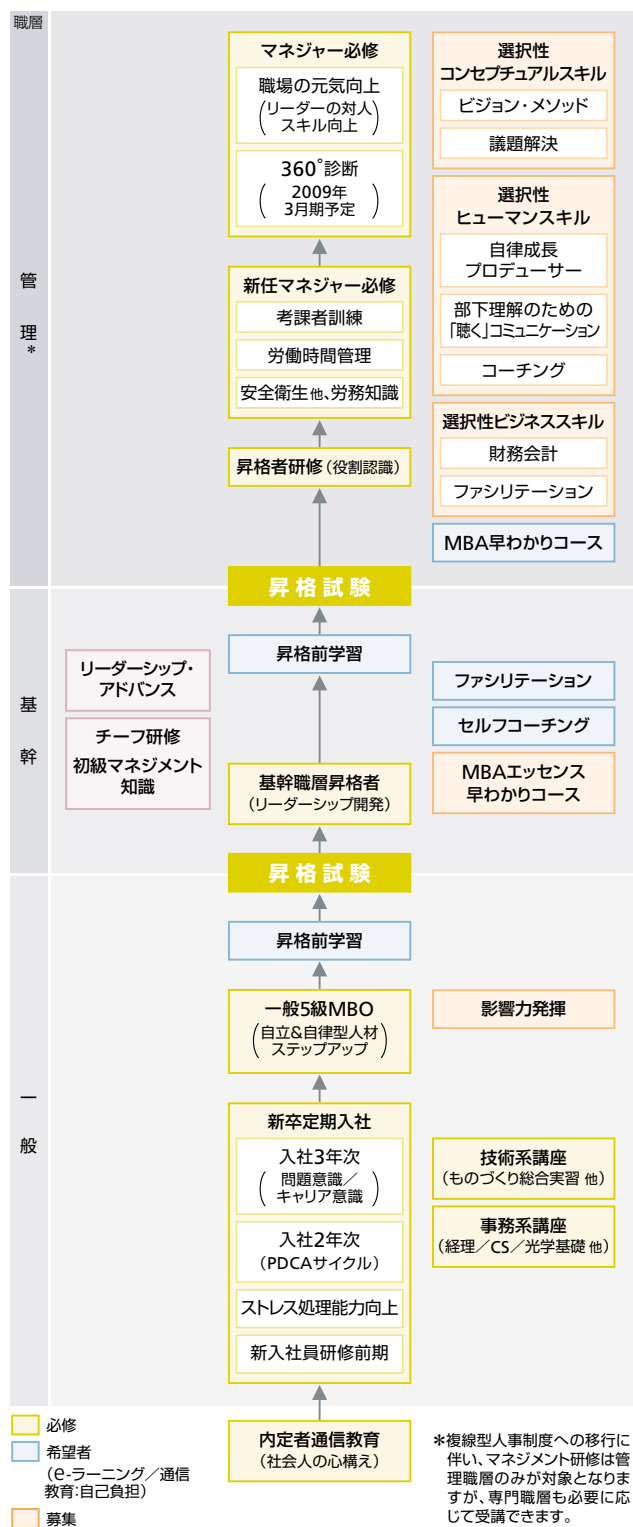 職層
管
理
*
基
幹
一
般
マネジャー必修
職場の元気向上
(リーダーの対人
スキル向上)
360°診断
(2009年
3月期予定)
新任マネジャー必修
考課者訓練
労働時間管理
安全衛生他、労務知識
昇格者研修(役割認識)
選択性
コンセプチュアルスキル
ビジョン・メソッド
議題解決
選択性
ヒューマンスキル
自律成長
プロデューサー
部下理解のための
「聴く」コミュニケーション
コーチング
選択性ビジネススキル
財務会計
ファシリテーション
MBA早わかりコース
昇格試験
昇格前学習
リーダーシップ・
アドバンス
チーフ研修
初級マネジメント
知識
基幹職層昇格者
(リーダーシップ開発)
ファシリテーション
セルフコーチング
MBAエッセンス
早わかりコース
昇格試験
昇格前学習
一般5級MBO
(自立&自律型人材
ステップアップ)
影響力発揮
新卒定期入社
入社3年次
(問題意識/
キャリア意識)
入社2年次
(PDCAサイクル)
ストレス処理能力向上
新入社員研修前期
技術系講座
(ものづくり総合実習 他)
事務系講座
(経理/CS/光学基礎 他)
内定者通信教育
(社会人の心構え)
必修
希望者
(e-ラーニング/通信
教育:自己負担)
募集
*複線型人事制度への移行に
伴い、マネジメント研修は管
理職層のみが対象となりま
すが、専門職層も必要に応
じて受講できます。